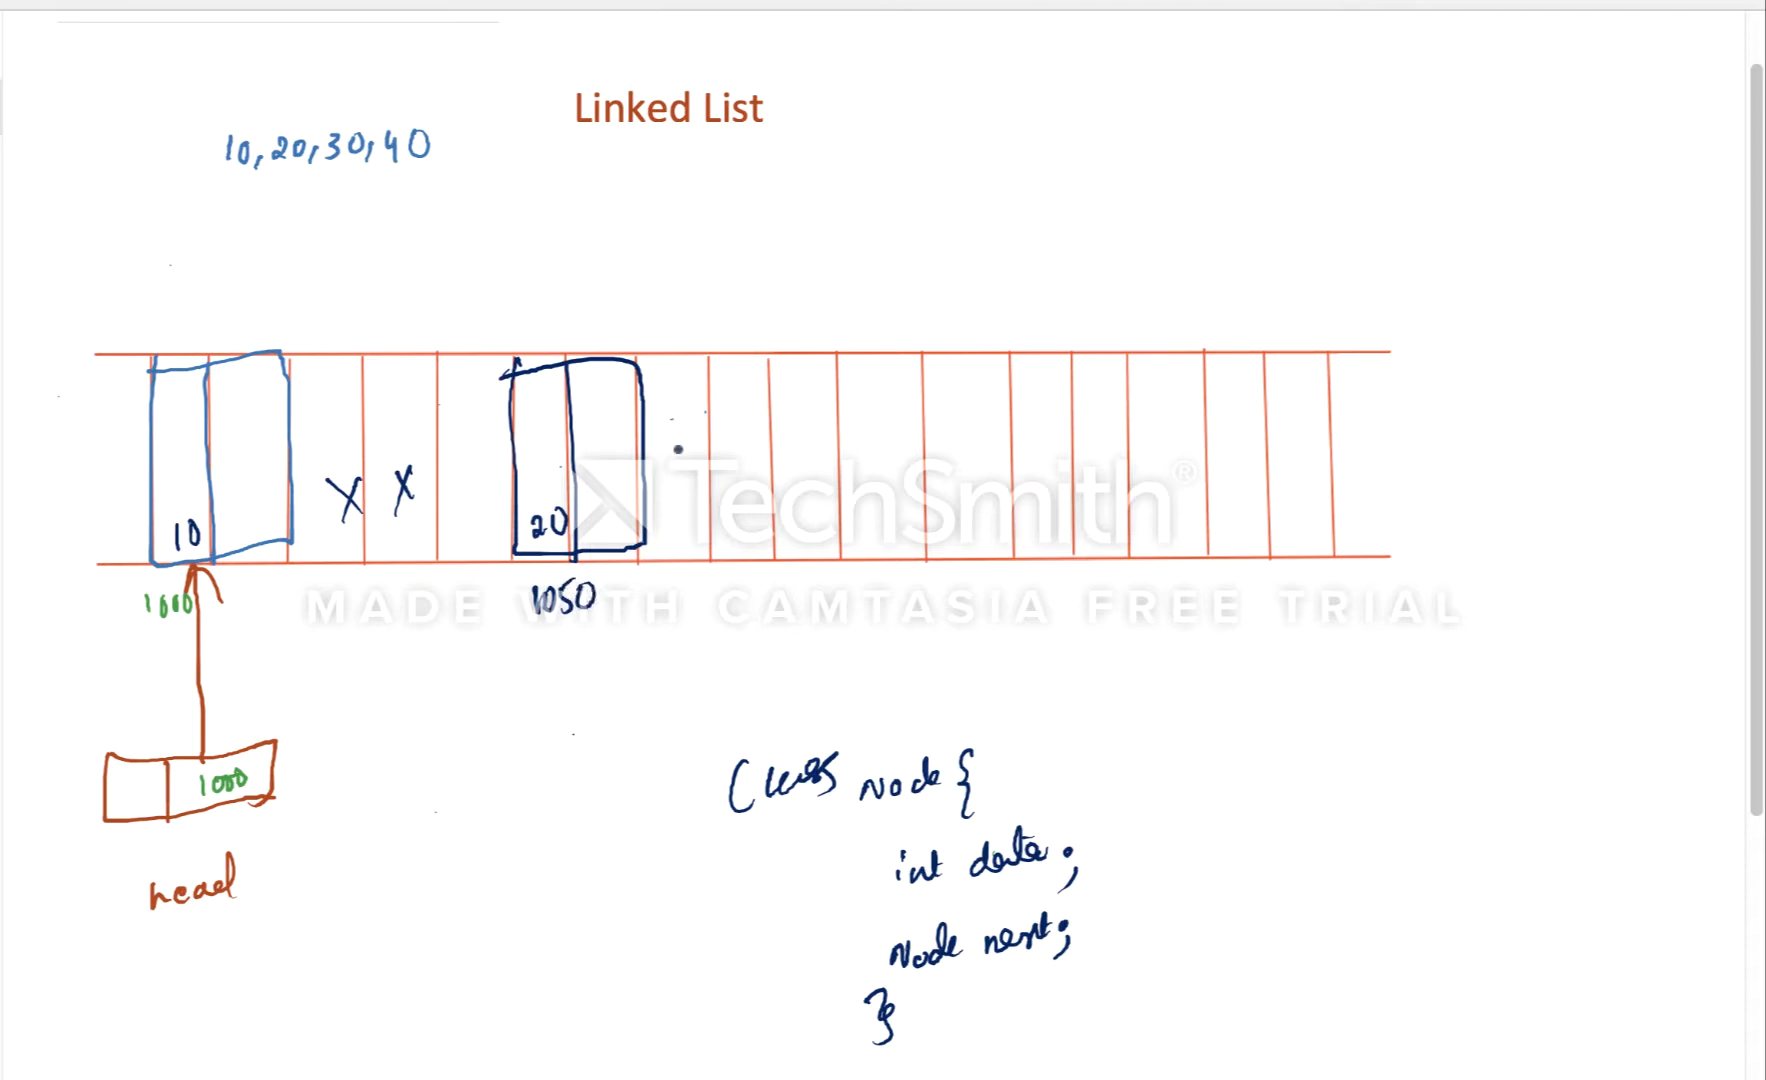 Linked List
10,20,30,40
X X
10
20
TechSmith®
1000
1050
MADE WITH CAMTASIA FREE TRIAL
1000
head
Class Node {
int data;
Node next;
}